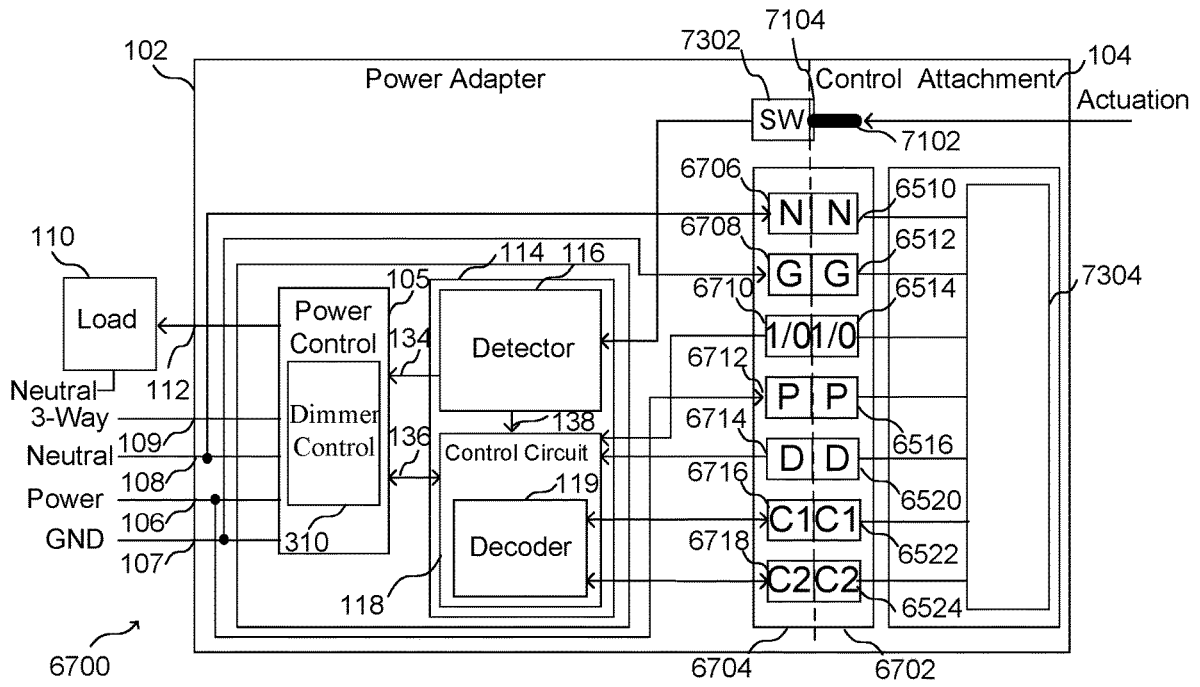 7104
7302
102
104
Power Adapter
Control Attachment
Actuation
SW
7102
6706
N N
6510
6708
G G
6512
110
114
116
6710
1/0 1/0
6514
7304
105
Load
Power
Control
134
Detector
6712
P P
6516
112
Neutral
3-Way
109
Dimmer
Control
136
138
6714
D D
6520
Neutral
108
Control Circuit
6716
119
Power
106
C1 C1
6522
GND
107
310
Decoder
6718
C2 C2
6524
118
6700
6704
6702